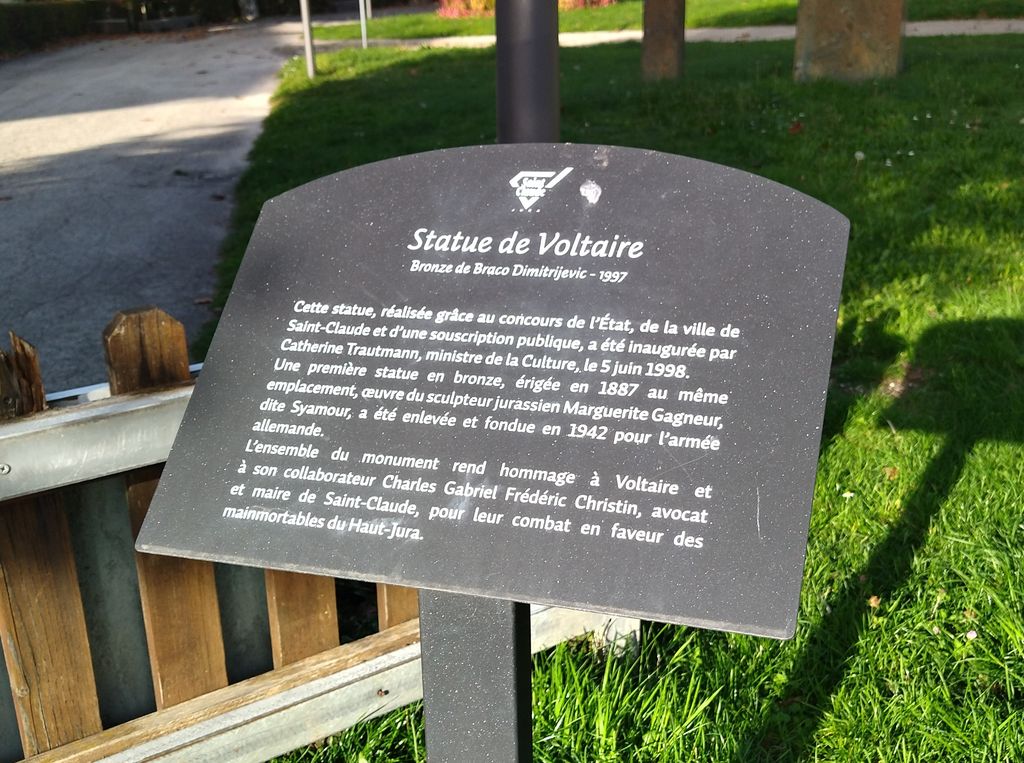 Saint
Claude
JURA
Statue de Voltaire
Bronze de Braco Dimitrijevic - 1997
Cette statue, réalisée grâce au concours de l'État, de la ville de
Saint-Claude et d'une souscription publique, a été inaugurée par
Catherine Trautmann, ministre de la Culture, le 5 juin 1998.
Une première statue en bronze, érigée en 1887 au même
emplacement, œuvre du sculpteur jurassien Marguerite Gagneur,
dite Syamour, a été enlevée et fondue en 1942 pour l'armée
allemande.
L'ensemble du monument rend hommage à Voltaire et
à son collaborateur Charles Gabriel Frédéric Christin, avocat
et maire de Saint-Claude, pour leur combat en faveur des
mainmortables du Haut-Jura.